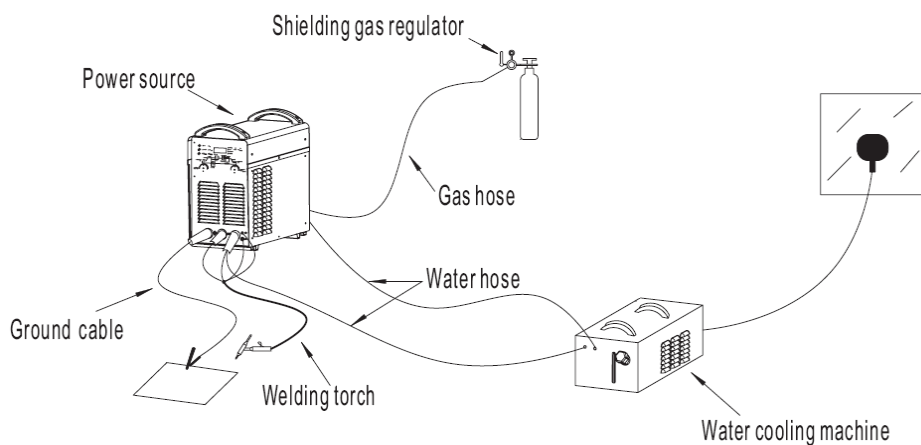 Shielding gas regulator
Power source
Gas hose
Water hose
Ground cable
Welding torch
Water cooling machine